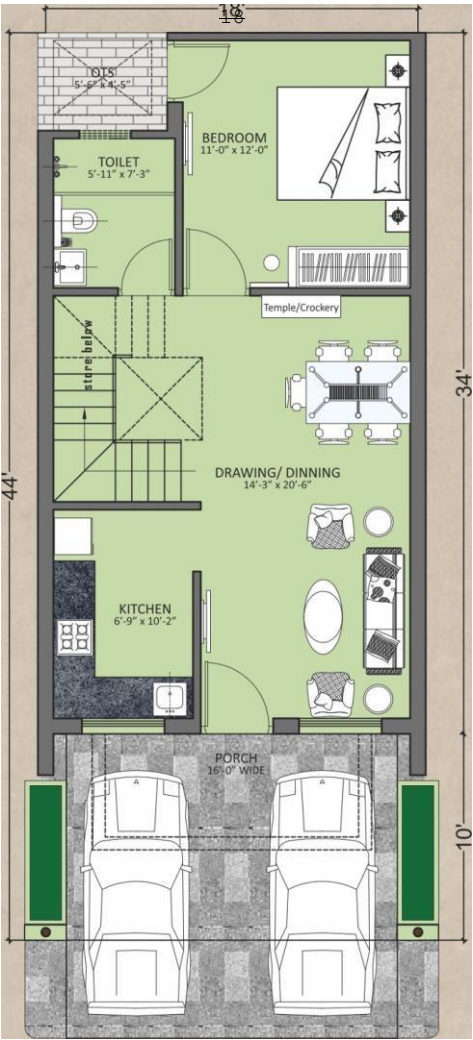 18'
OTS
5'-6" x 4'-5"
BEDROOM
11'-0" x 12'-0"
TOILET
5'-11" x 7'-3"
Temple/Crockery
store below
34'
44'
DRAWING/ DINNING
14'-3" x 20'-6"
KITCHEN
6'-9" x 10'-2"
PORCH
16'-0" WIDE
10'